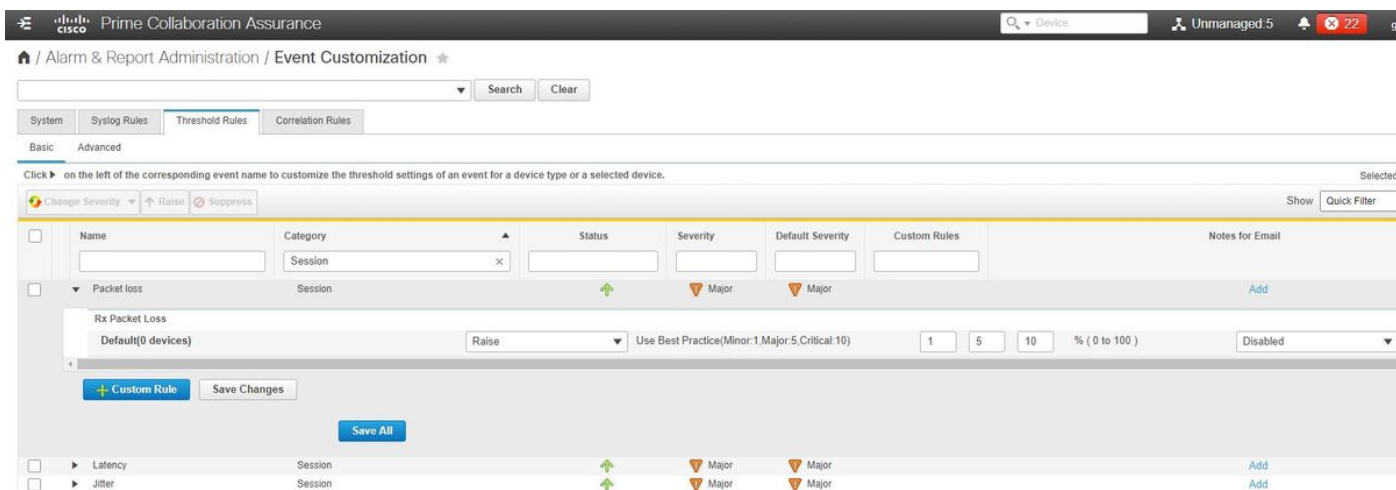 cisco Prime Collaboration Assurance Device Unmanaged:5 22
/ Alarm & Report Administration / Event Customization
Search Clear
System Syslog Rules Threshold Rules Correlation Rules
Basic Advanced
Click on the left of the corresponding event name to customize the threshold settings of an event for a device type or a selected device. Selected
Change Severity Raise Suppress Show Quick Filter
Name Category Status Severity Default Severity Custom Rules Notes for Email
Session
Packet loss Session Major Major Add
Rx Packet Loss
Default(0 devices) Raise Use Best Practice(Minor:1,Major:5,Critical:10) 1 5 10 % ( 0 to 100 ) Disabled
Custom Rule Save Changes
Save All
Latency Session Major Major Add
Jitter Session Major Major Add